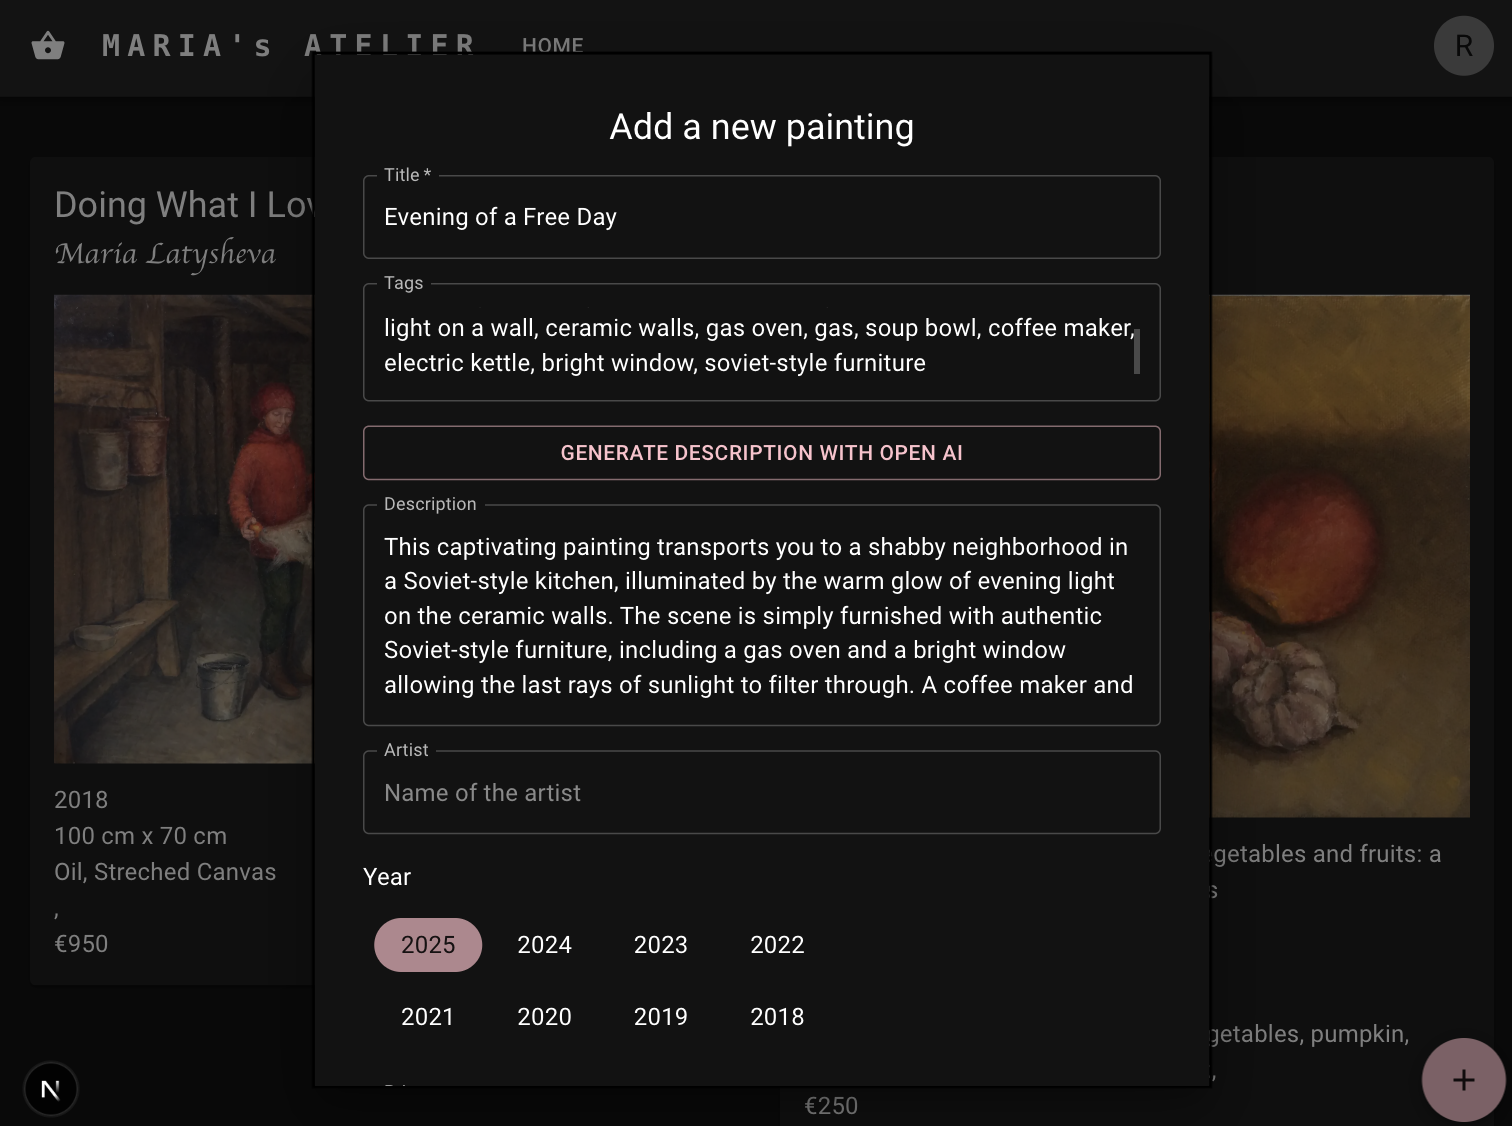 MARIA's ATELIER
HOME
R
Add a new painting
Title *
Evening of a Free Day
Tags
light on a wall, ceramic walls, gas oven, gas, soup bowl, coffee maker,
electric kettle, bright window, soviet-style furniture
GENERATE DESCRIPTION WITH OPEN AI
Description
This captivating painting transports you to a shabby neighborhood in
a Soviet-style kitchen, illuminated by the warm glow of evening light
on the ceramic walls. The scene is simply furnished with authentic
Soviet-style furniture, including a gas oven and a bright window
allowing the last rays of sunlight to filter through. A coffee maker and
Artist
Name of the artist
Year
2025 2024 2023 2022
2021 2020 2019 2018
Doing What I Lov
Maria Latysheva
2018
100 cm x 70 cm
Oil, Streched Canvas
,
€950
egetables and fruits: a
s
getables, pumpkin,
,
€250
+
N